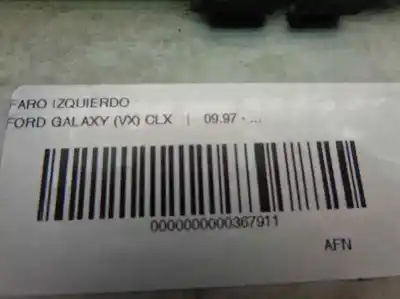 FARO IZQUIERDO
FORD GALAXY (VX) CLX | 09.97 - ...
0000000000367911
AFN